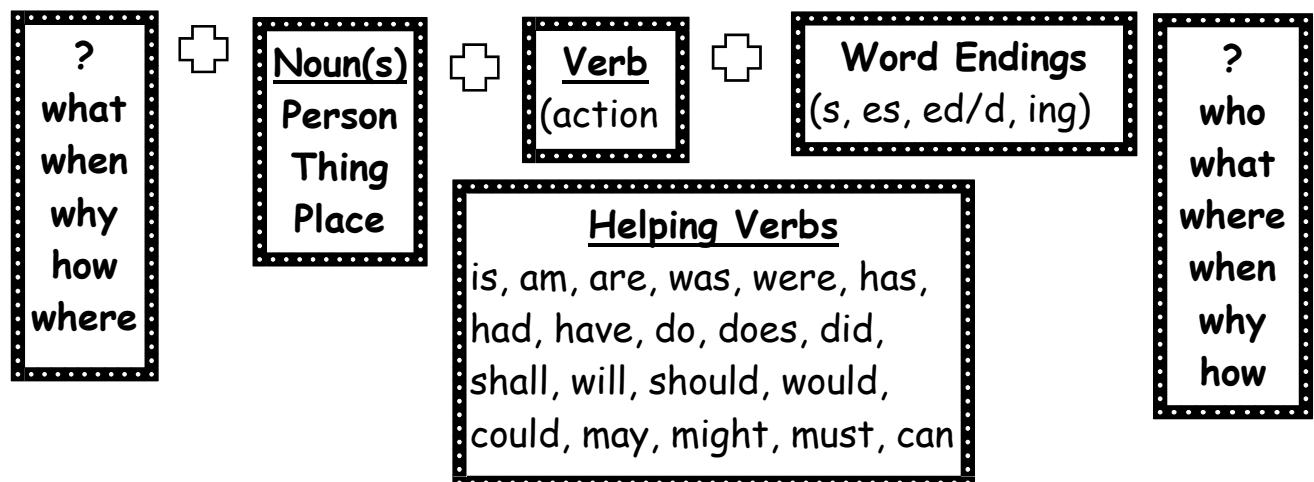 ?
what
when
why
how
where
Noun(s)
Person
Thing
Place
Verb
(action
Word Endings
(s, es, ed/d, ing)
Helping Verbs
is, am, are, was, were, has,
had, have, do, does, did,
shall, will, should, would,
could, may, might, must, can
?
who
what
where
when
why
how